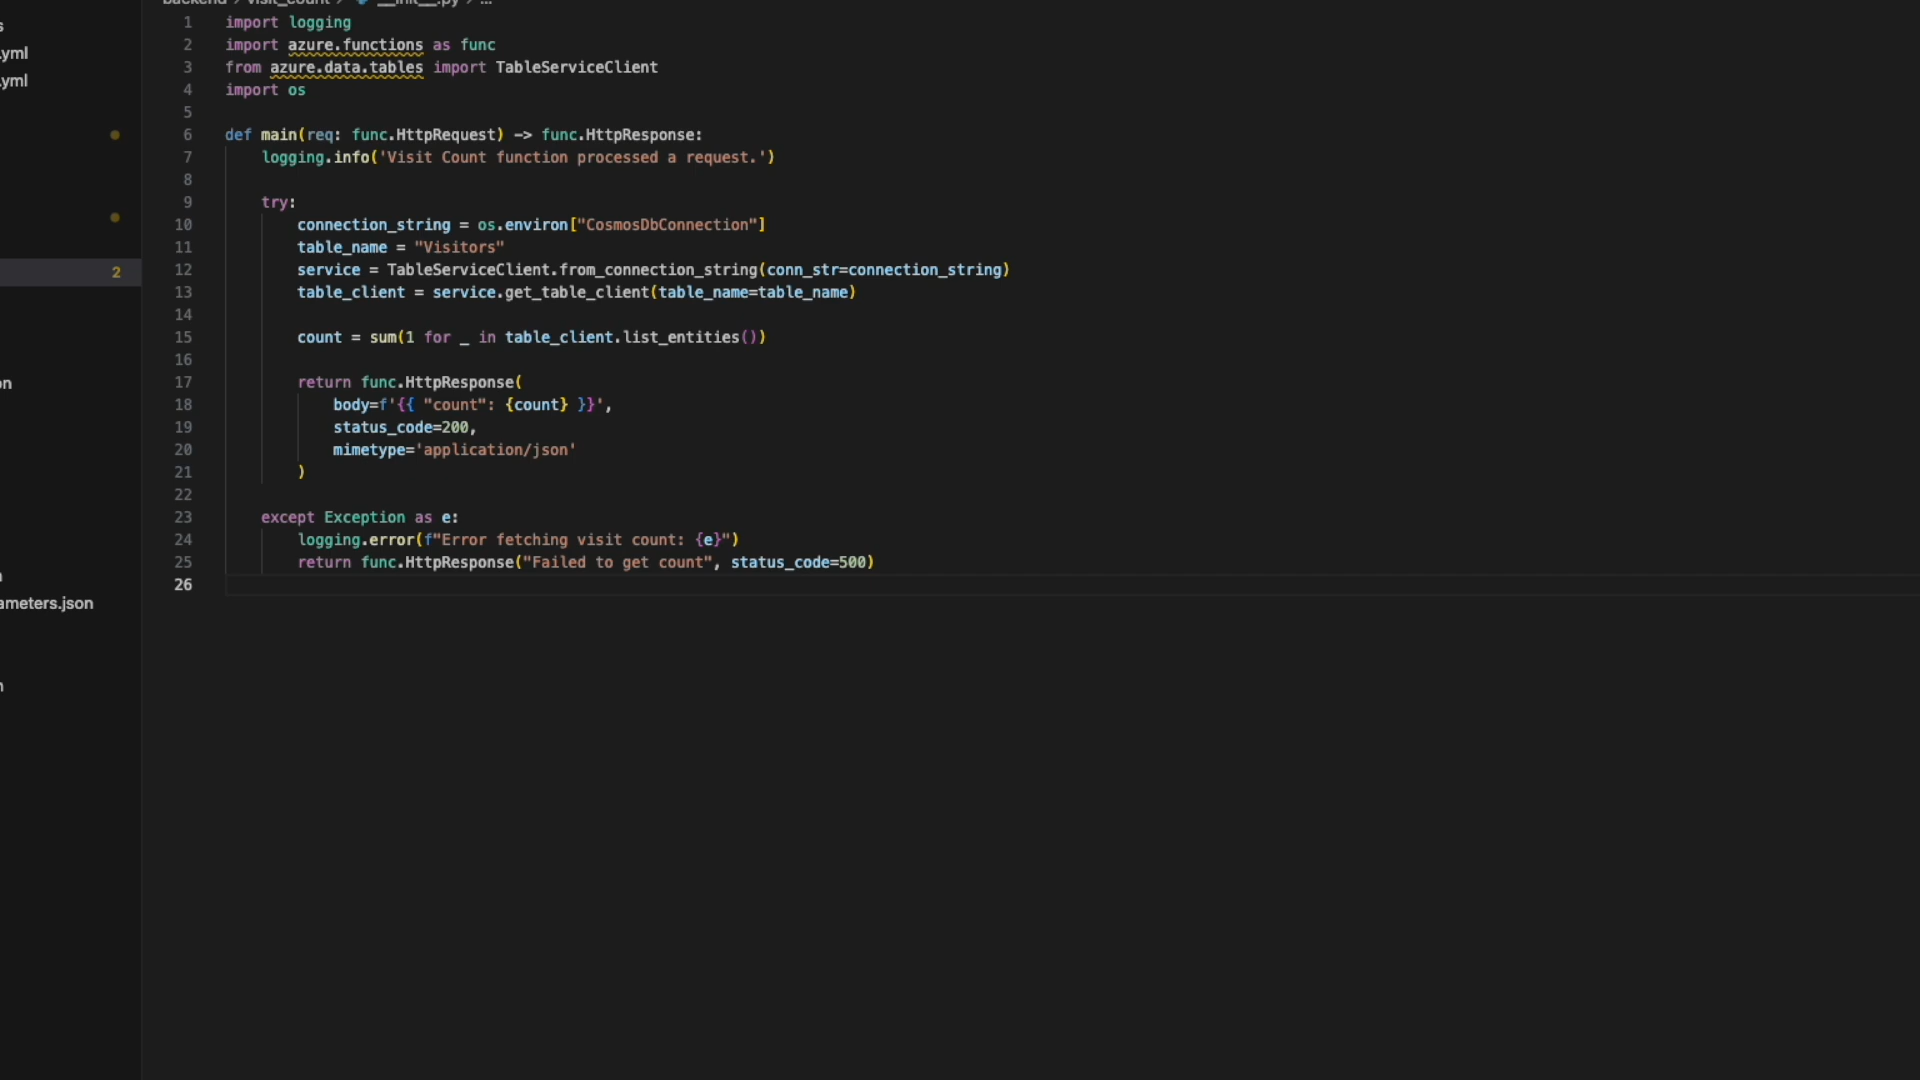 backend > visit_count > __init__.py > ...
s
.yml
.yml
2
on
n
ameters.json
n
1 import logging
2 import azure.functions as func
3 from azure.data.tables import TableServiceClient
4 import os
5
6 def main(req: func.HttpRequest) -> func.HttpResponse:
7 logging.info('Visit Count function processed a request.')
8
9 try:
10 connection_string = os.environ["CosmosDbConnection"]
11 table_name = "Visitors"
12 service = TableServiceClient.from_connection_string(conn_str=connection_string)
13 table_client = service.get_table_client(table_name=table_name)
14
15 count = sum(1 for _ in table_client.list_entities())
16
17 return func.HttpResponse(
18 body=f'{{ "count": {count} }}',
19 status_code=200,
20 mimetype='application/json'
21 )
22
23 except Exception as e:
24 logging.error(f"Error fetching visit count: {e}")
25 return func.HttpResponse("Failed to get count", status_code=500)
26